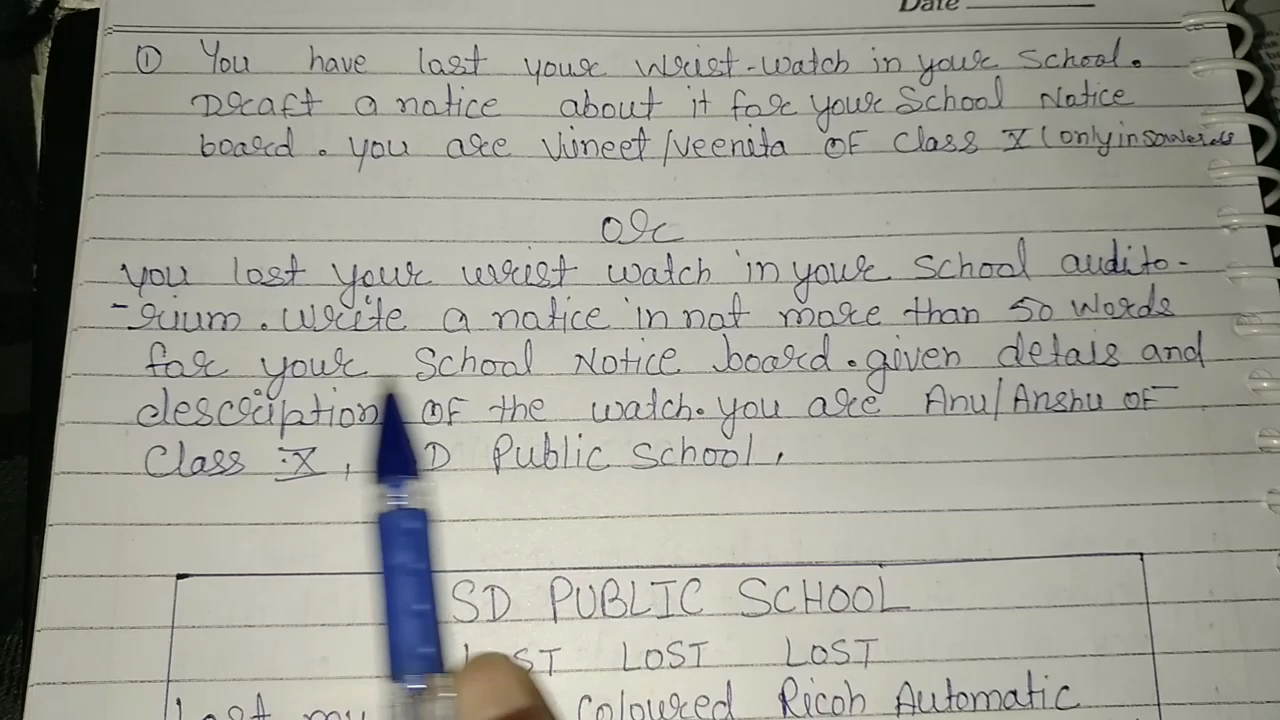 Date
① You have last your Wrist-Watch in your School.
Draft a notice about it for your School Notice
board. you are Vineet/Veenita OF Class X (only in 50 words
Or
you lost your wrist watch in your school audito-
-rium. write a notice in not more than 50 Words
for your School Notice board. given detais and
description OF the watch. you are Anu/Anshu OF
Class X, D Public School,
SD PUBLIC SCHOOL
LOST LOST LOST
Lost my Coloured Ricoh Automatic